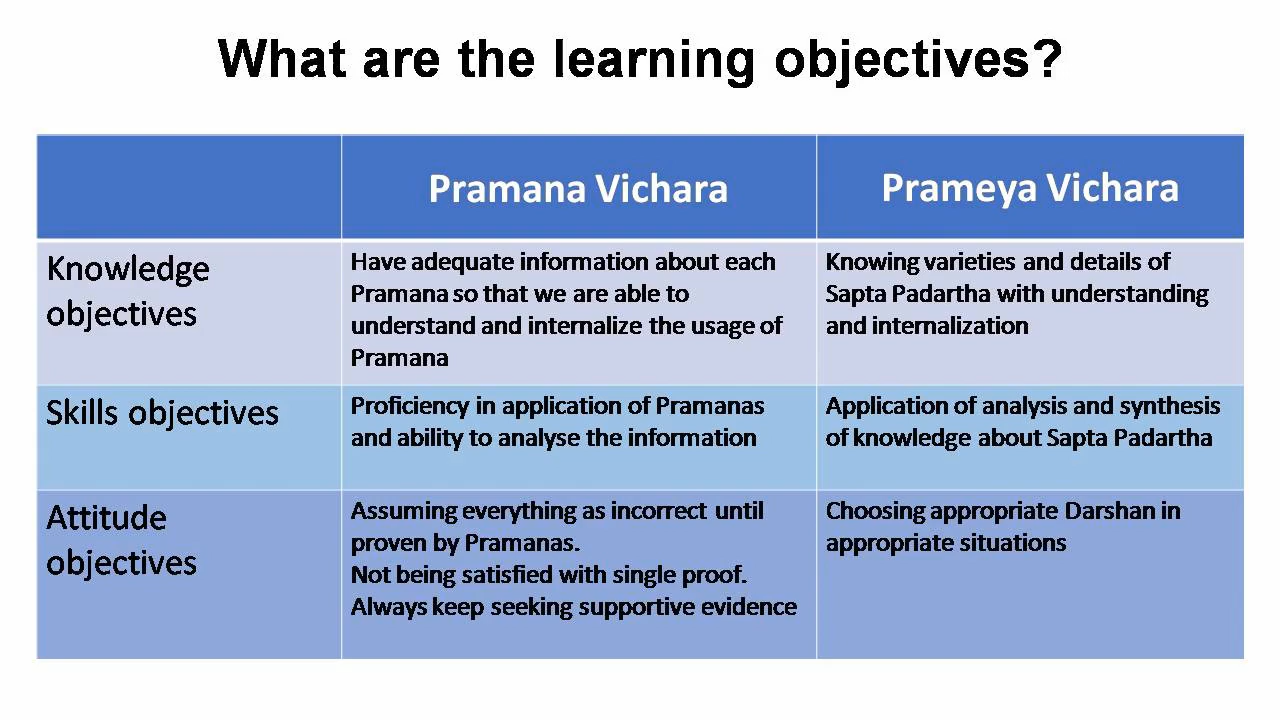 What are the learning objectives?
Pramana Vichara
Prameya Vichara
Knowledge
objectives
Have adequate information about each
Pramana so that we are able to
understand and internalize the usage of
Pramana
Knowing varieties and details of
Sapta Padartha with understanding
and internalization
Skills objectives
Proficiency in application of Pramanas
and ability to analyse the information
Application of analysis and synthesis
of knowledge about Sapta Padartha
Attitude
objectives
Assuming everything as incorrect until
proven by Pramanas.
Not being satisfied with single proof.
Always keep seeking supportive evidence
Choosing appropriate Darshan in
appropriate situations